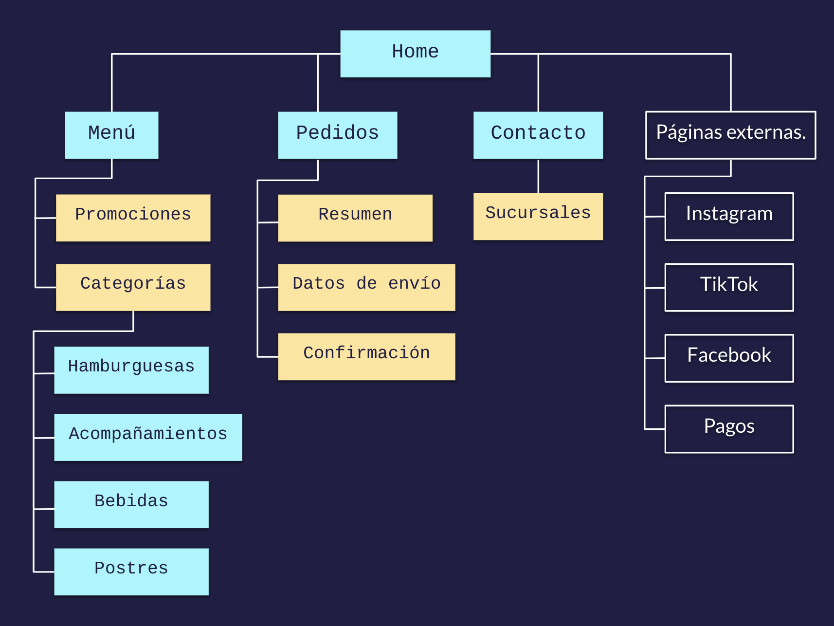 Home
Menú
Pedidos
Contacto
Páginas externas.
Promociones
Categorías
Hamburguesas
Acompañamientos
Bebidas
Postres
Resumen
Datos de envío
Confirmación
Sucursales
Instagram
TikTok
Facebook
Pagos